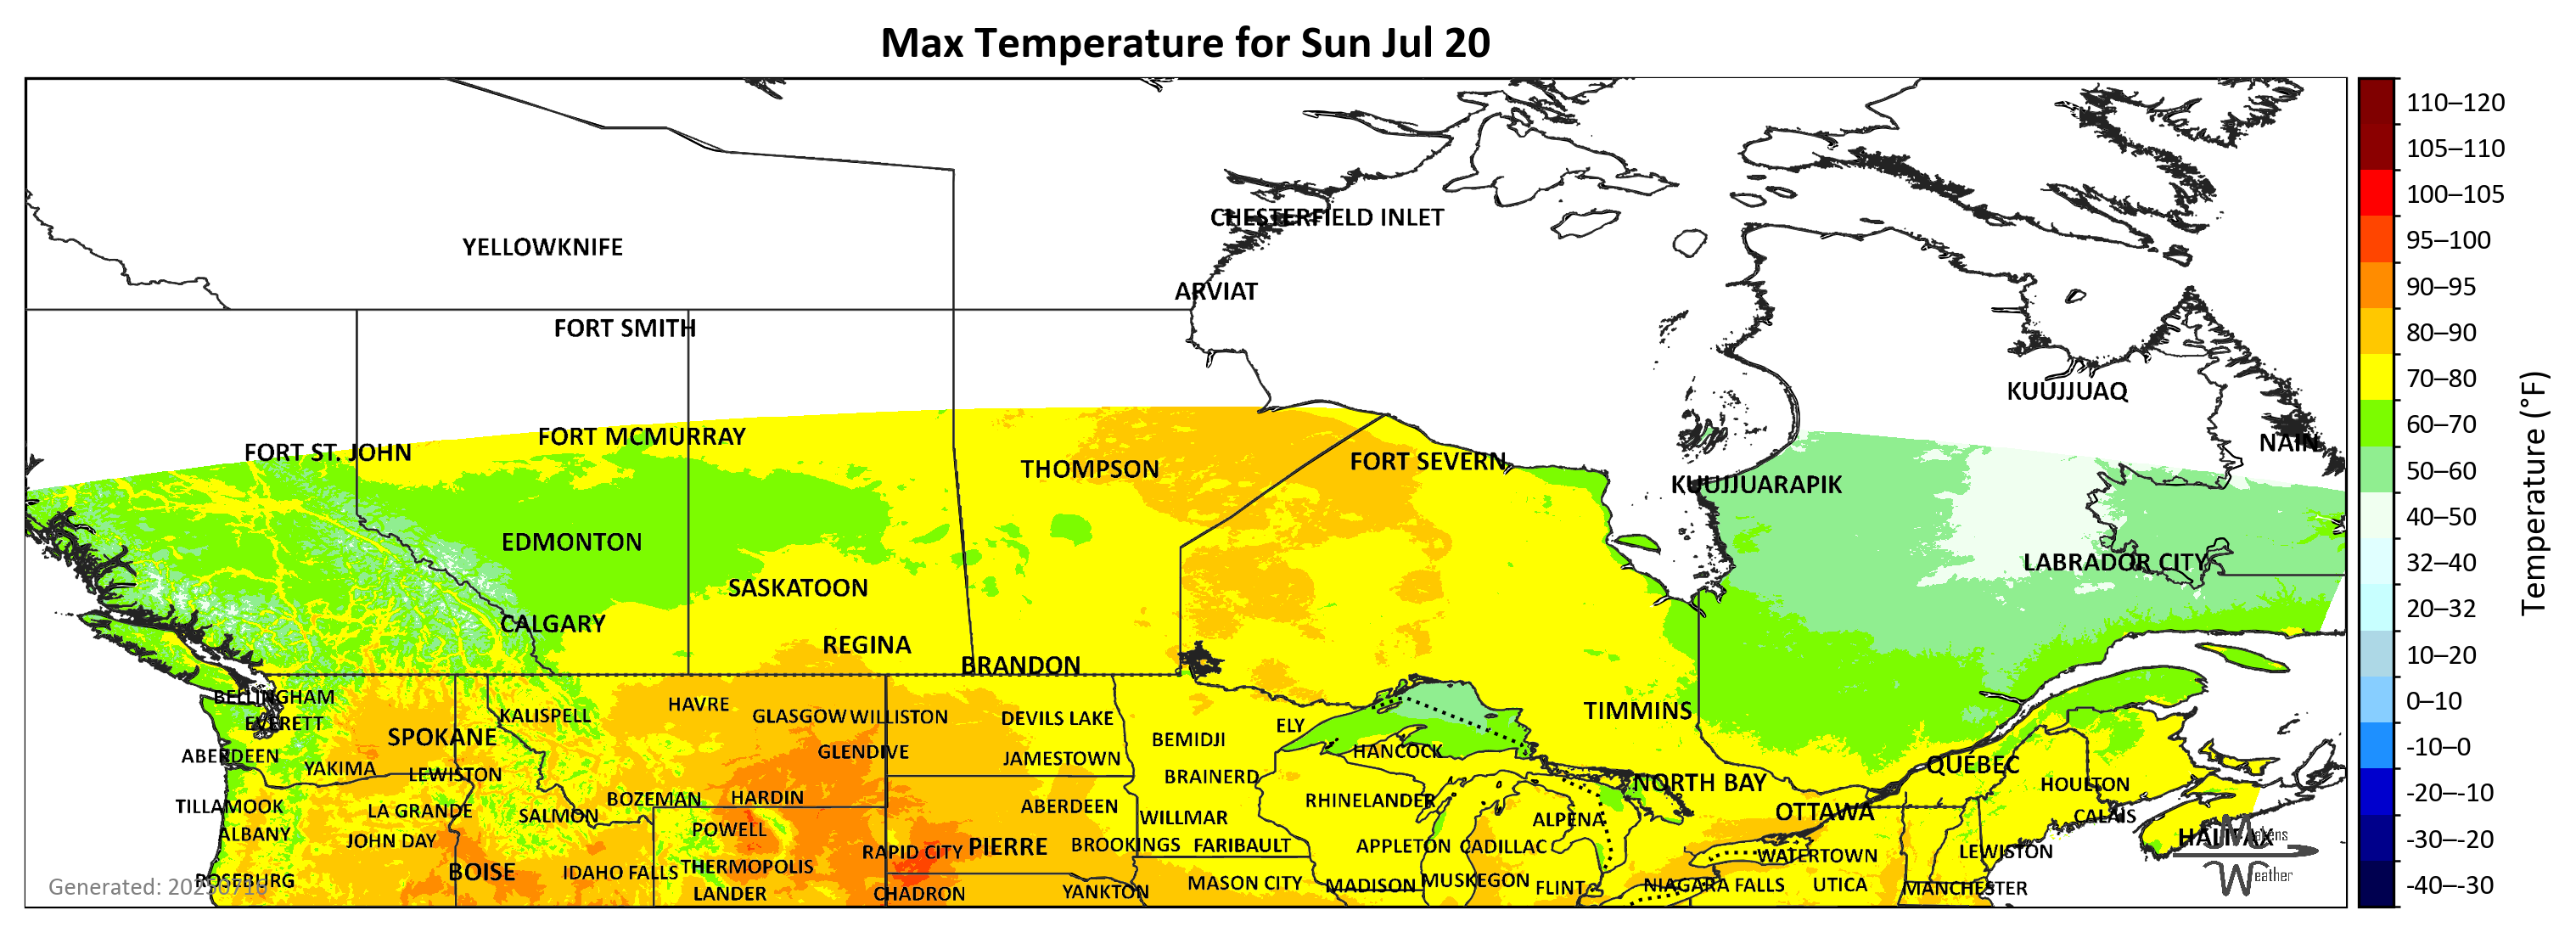 Max Temperature for Sun Jul 20
CHESTERFIELD INLET
YELLOWKNIFE
ARVIAT
FORT SMITH
KUUJJUAQ
FORT MCMURRAY
FORT ST. JOHN
NAIN
THOMPSON
FORT SEVERN
KUUJJUARAPIK
EDMONTON
LABRADOR CITY
SASKATOON
CALGARY
REGINA
BRANDON
BELLINGHAM
HAVRE
KALISPELL
GLASGOW
WILLISTON
DEVILS LAKE
TIMMINS
EVERETT
ELY
SPOKANE
BEMIDJI
GLENDIVE
HANCOCK
ABERDEEN
JAMESTOWN
QUÉBEC
YAKIMA
LEWISTON
BRAINERD
NORTH BAY
HOULTON
BOZEMAN
HARDIN
RHINELANDER
TILLAMOOK
LA GRANDE
SALMON
ABERDEEN
WILLMAR
OTTAWA
CALAIS
ALPENA
ALBANY
POWELL
HALIFAX
JOHN DAY
RAPID CITY
PIERRE
BROOKINGS
FARIBAULT
APPLETON
CADILLAC
WATERTOWN
LEWISTON
BOISE
IDAHO FALLS
THERMOPOLIS
ROSEBURG
MASON CITY
MADISON
MUSKEGON
FLINT
NIAGARA FALLS
UTICA
MANCHESTER
LANDER
CHADRON
YANKTON
Generated: 20250716
Weather
110–120
105–110
100–105
95–100
90–95
80–90
70–80
60–70
50–60
40–50
32–40
20–32
10–20
0–10
-10–0
-20–-10
-30–-20
-40–-30
Temperature (°F)